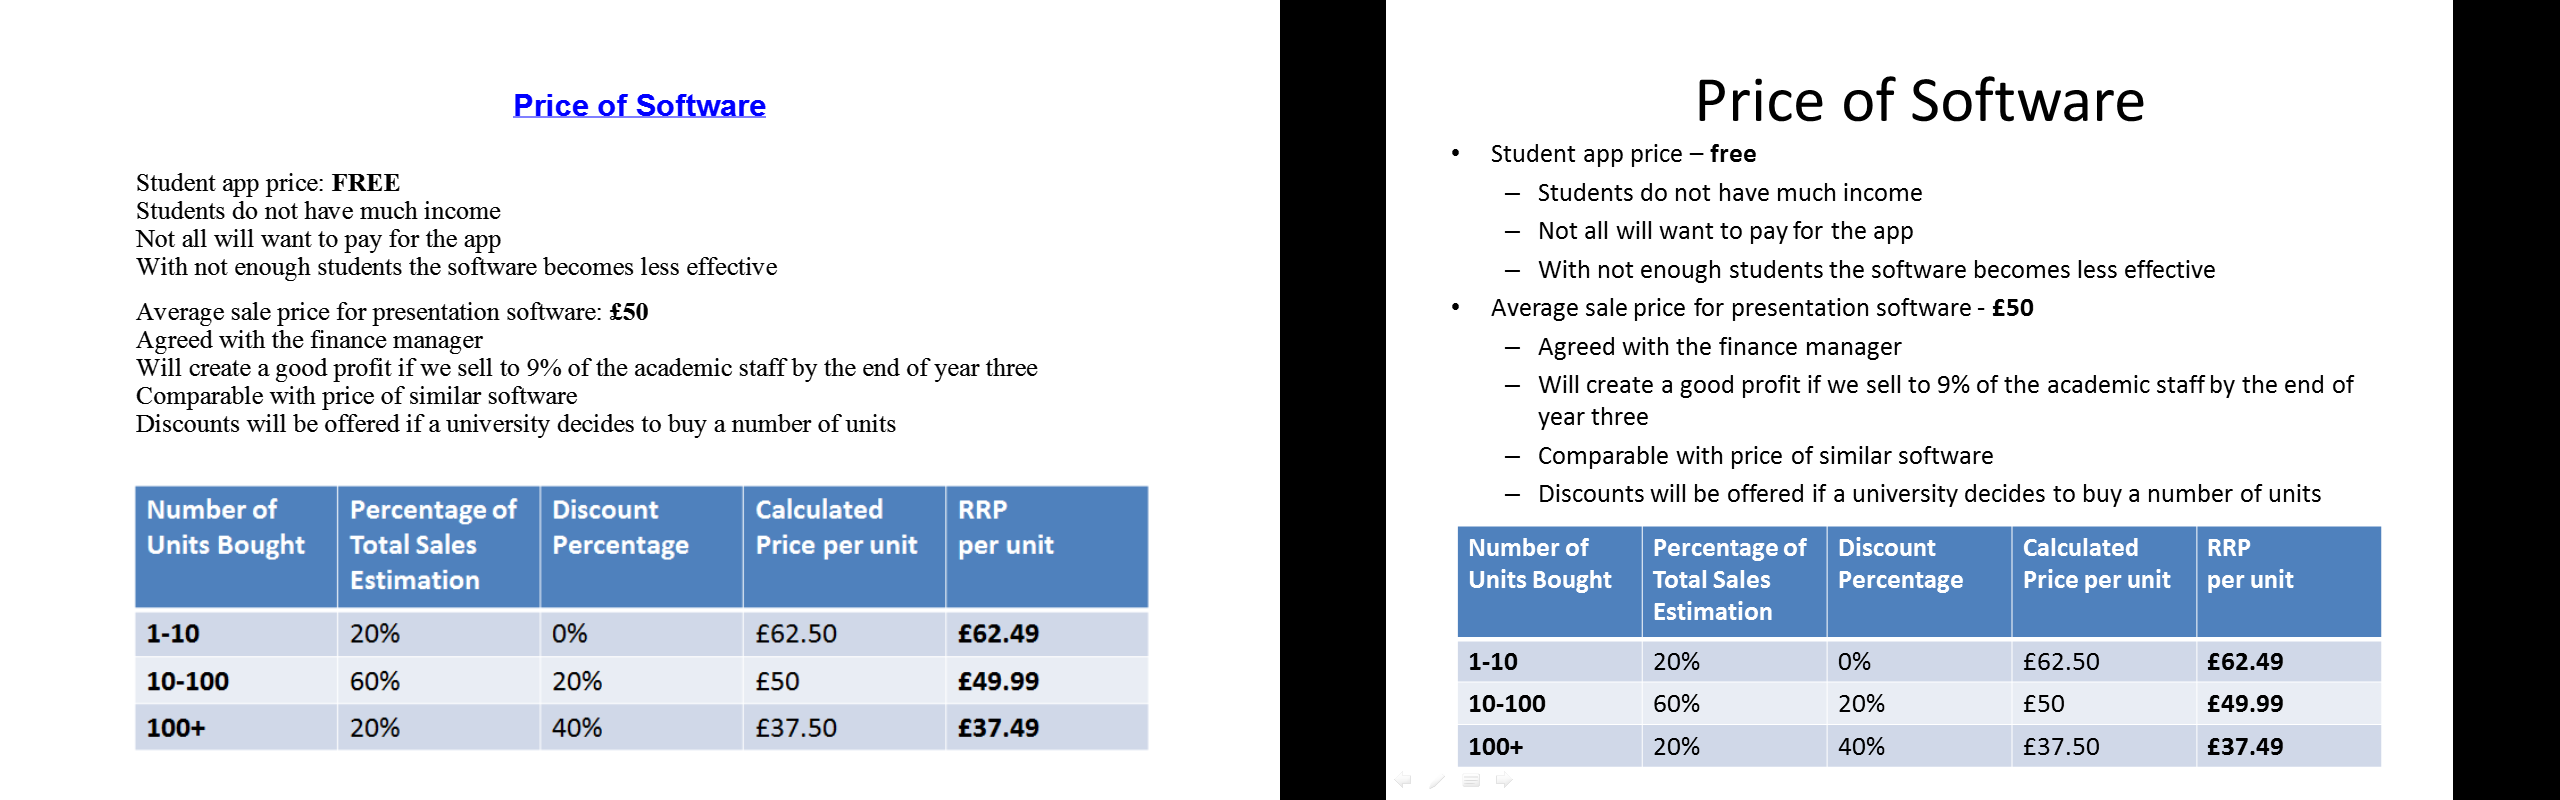 Price of Software
Student app price: FREE
Students do not have much income
Not all will want to pay for the app
With not enough students the software becomes less effective
Average sale price for presentation software: £50
Agreed with the finance manager
Will create a good profit if we sell to 9% of the academic staff by the end of year three
Comparable with price of similar software
Discounts will be offered if a university decides to buy a number of units
Number of Units Bought Percentage of Total Sales Estimation Discount Percentage Calculated Price per unit RRP per unit
1-10 20% 0% £62.50 £62.49
10-100 60% 20% £50 £49.99
100+ 20% 40% £37.50 £37.49
Price of Software
• Student app price – free
– Students do not have much income
– Not all will want to pay for the app
– With not enough students the software becomes less effective
• Average sale price for presentation software - £50
– Agreed with the finance manager
– Will create a good profit if we sell to 9% of the academic staff by the end of
year three
– Comparable with price of similar software
– Discounts will be offered if a university decides to buy a number of units
Number of Units Bought Percentage of Total Sales Estimation Discount Percentage Calculated Price per unit RRP per unit
1-10 20% 0% £62.50 £62.49
10-100 60% 20% £50 £49.99
100+ 20% 40% £37.50 £37.49